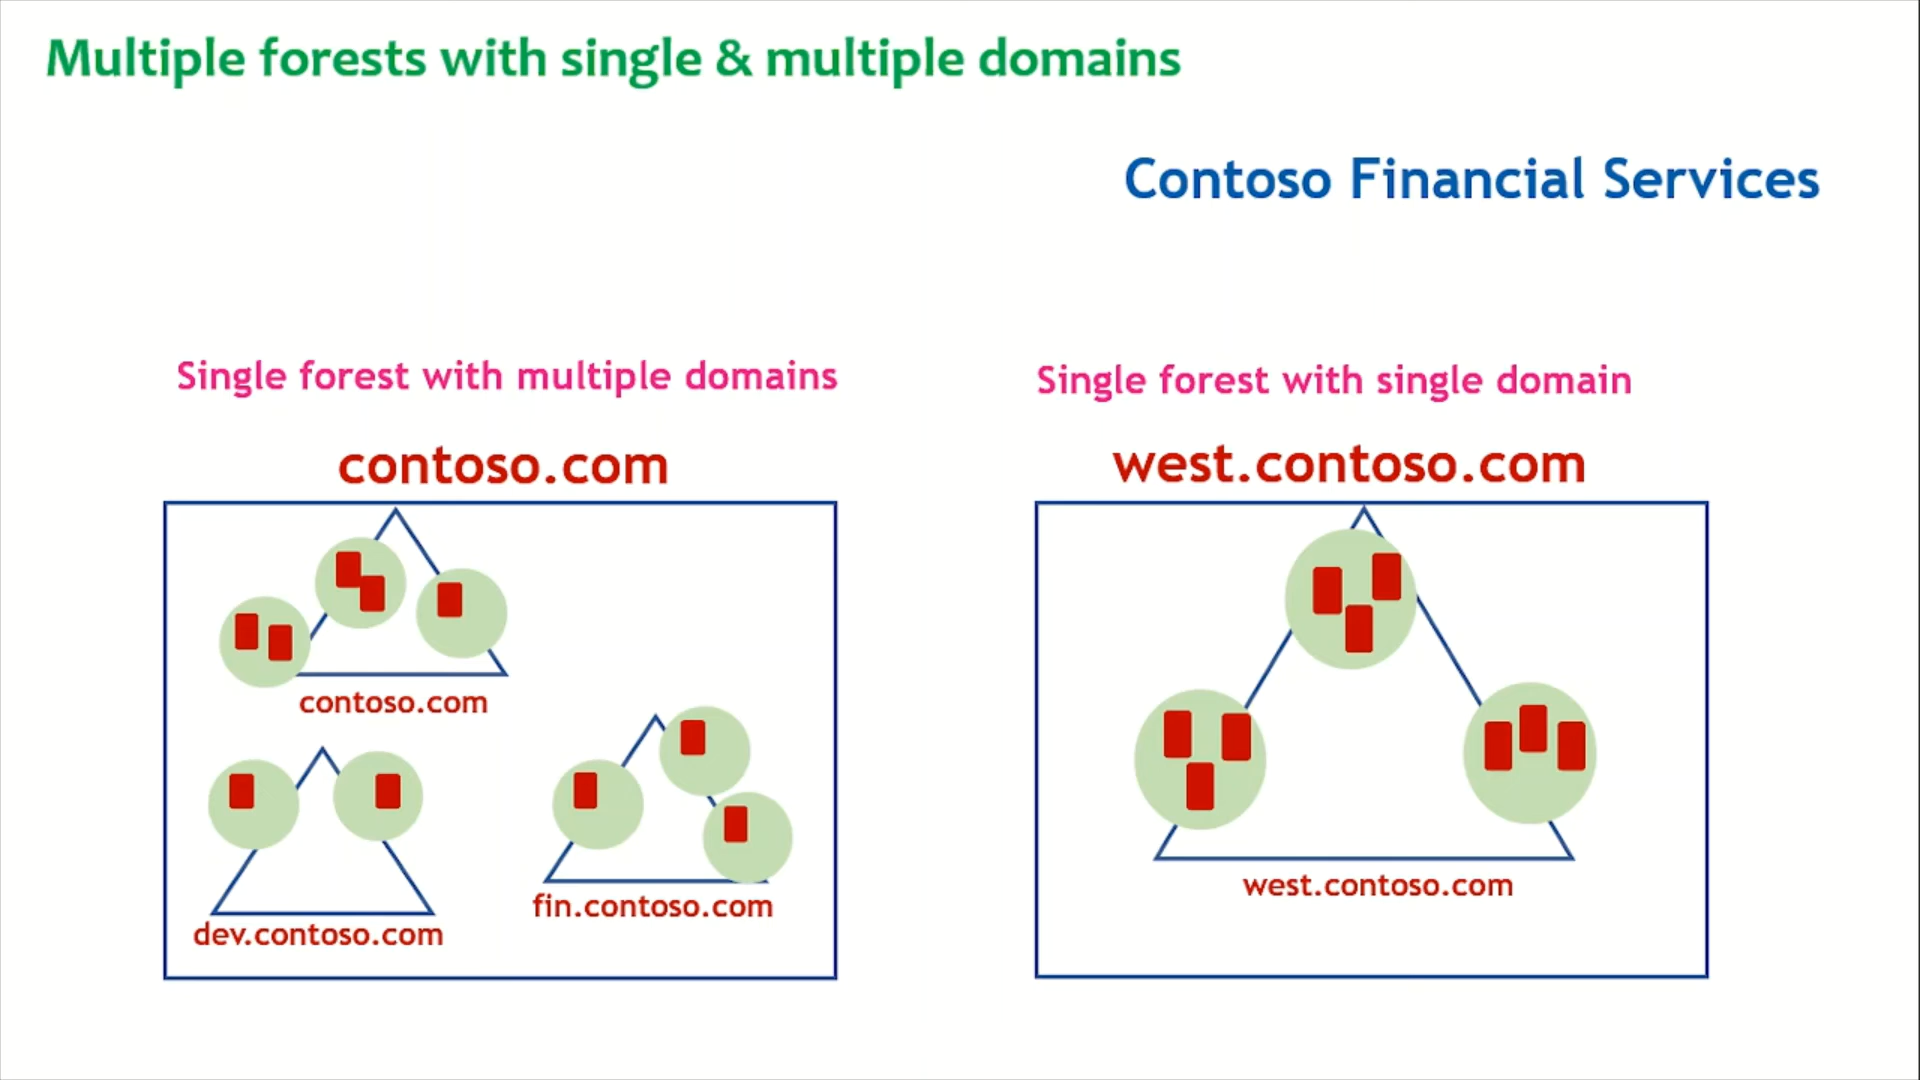 Multiple forests with single & multiple domains
Contoso Financial Services
Single forest with multiple domains
Single forest with single domain
contoso.com
west.contoso.com
contoso.com
dev.contoso.com
fin.contoso.com
west.contoso.com